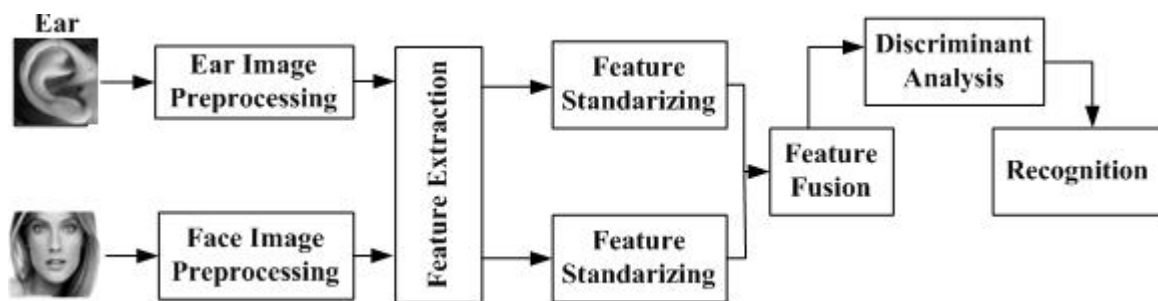 Ear
Ear Image
Preprocessing
Face Image
Preprocessing
Feature Extraction
Feature
Standarizing
Feature
Standarizing
Feature
Fusion
Discriminant
Analysis
Recognition